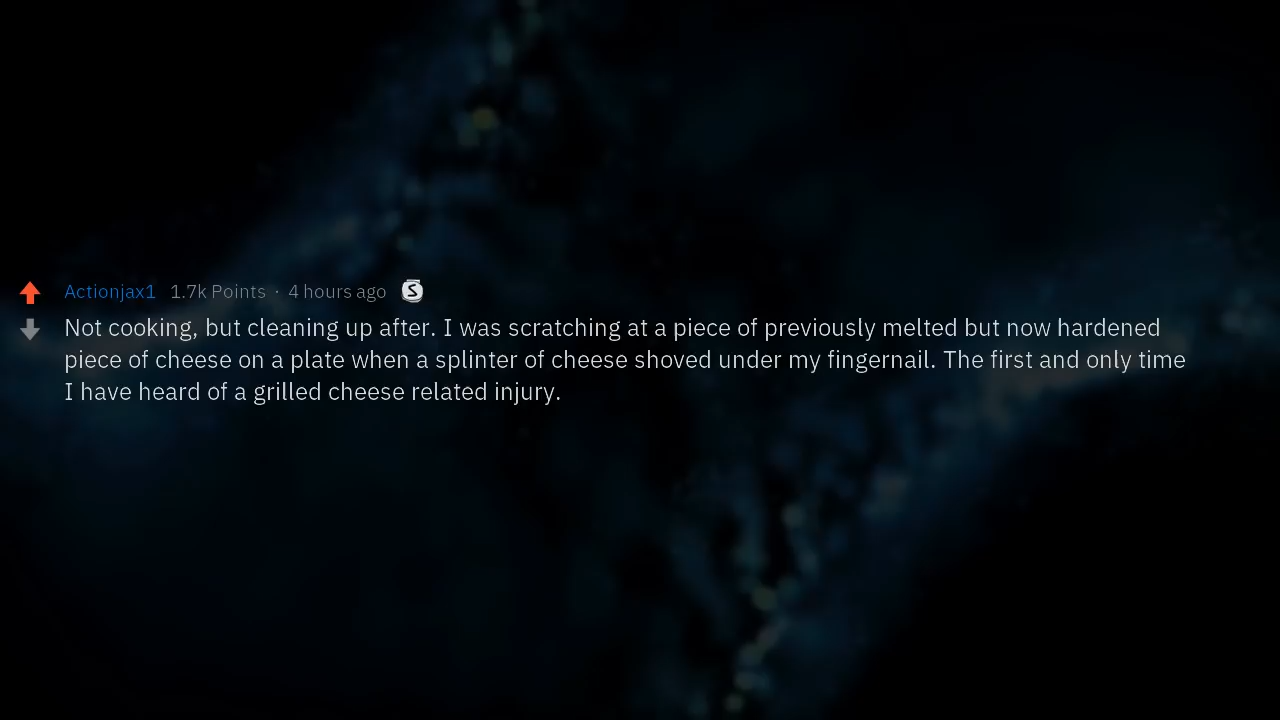 Actionjax1 1.7k Points · 4 hours ago S
Not cooking, but cleaning up after. I was scratching at a piece of previously melted but now hardened
piece of cheese on a plate when a splinter of cheese shoved under my fingernail. The first and only time
I have heard of a grilled cheese related injury.